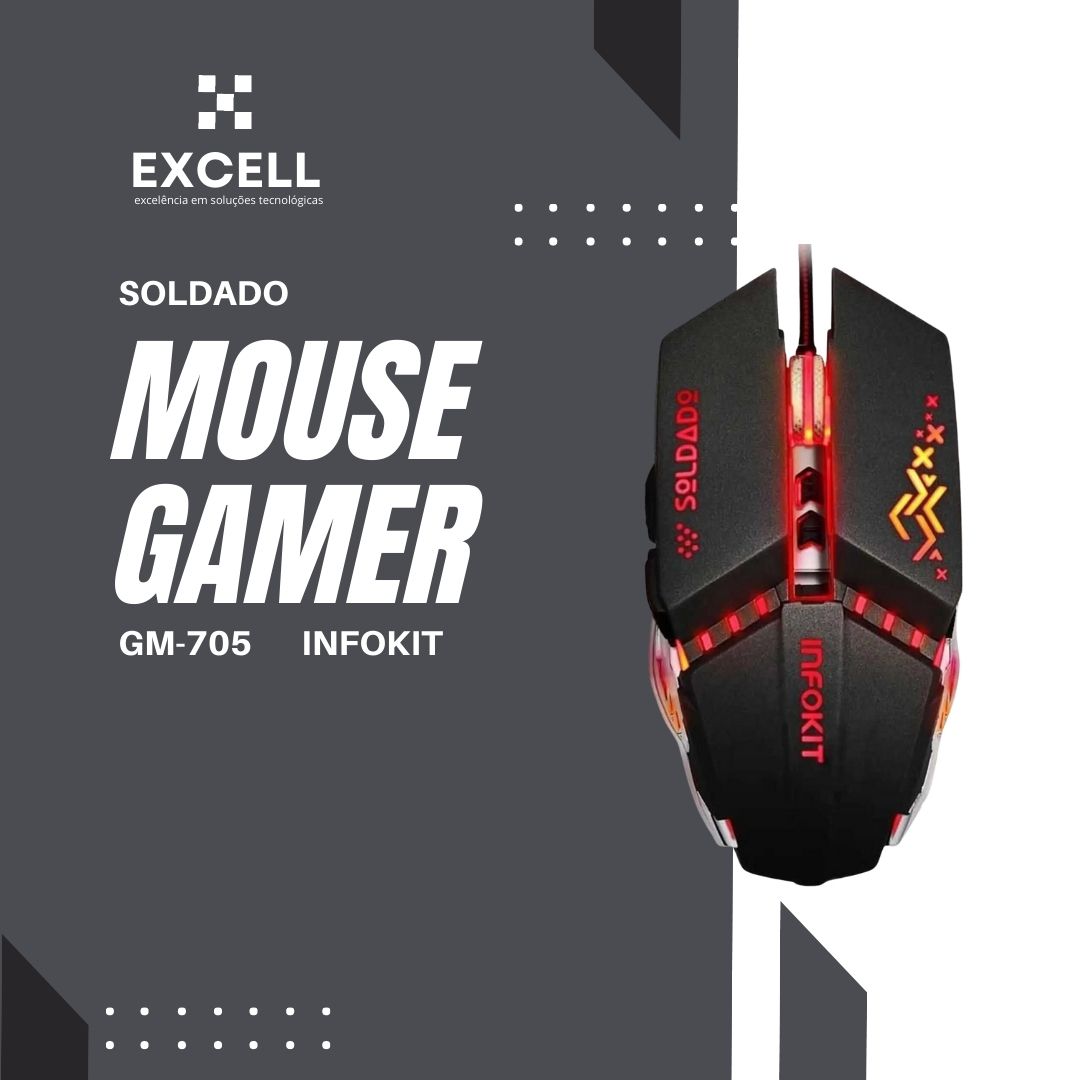 EXCELL
excelência em soluções tecnológicas
SOLDADO
MOUSE
GAMER
GM-705 INFOKIT
SOLDADO
INFOKIT